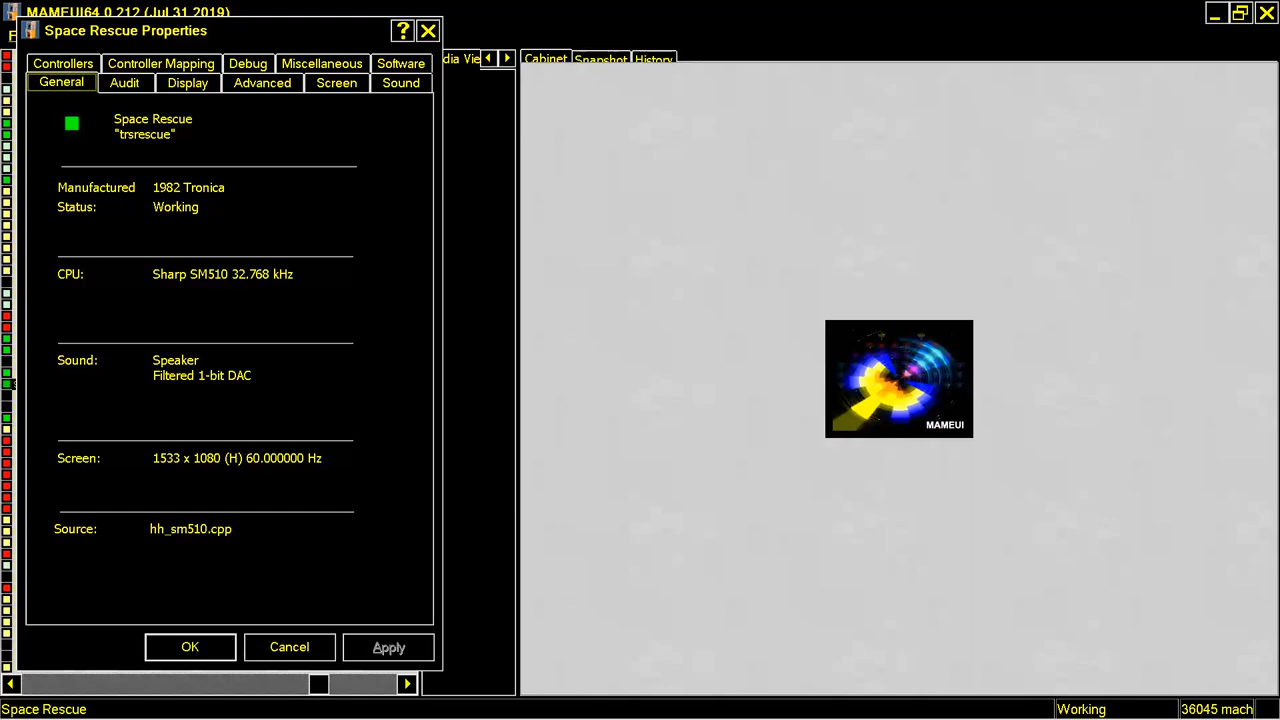 MAMEUI64 0.212 (Jul 31 2019)
Space Rescue Properties
dia Vie
Cabinet Snapshot History
Controllers Controller Mapping Debug Miscellaneous Software
General Audit Display Advanced Screen Sound
Space Rescue
"trsrescue"
Manufactured 1982 Tronica
Status: Working
CPU: Sharp SM510 32.768 kHz
Sound: Speaker
Filtered 1-bit DAC
MAMEUI
Screen: 1533 x 1080 (H) 60.000000 Hz
Source: hh_sm510.cpp
OK Cancel Apply
Space Rescue Working 36045 mach